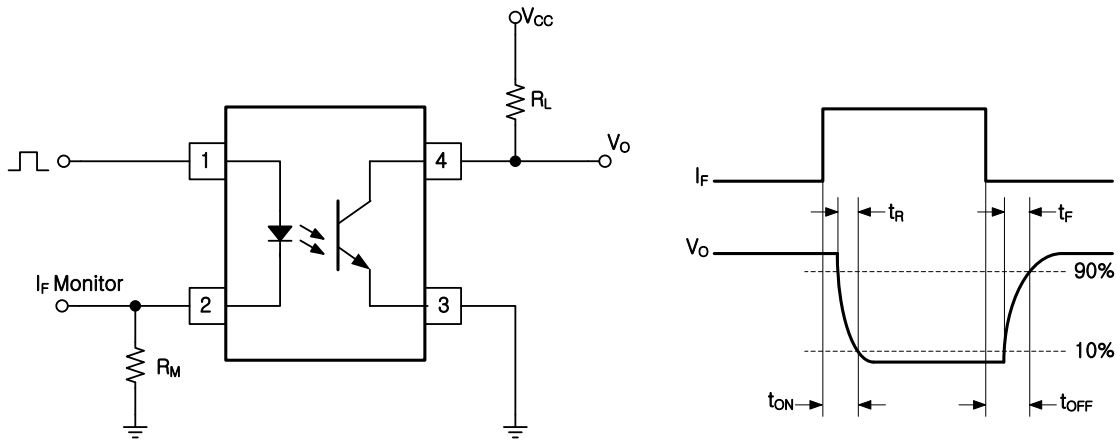 VCC
RL
VO
1
4
IF Monitor
2
3
RM
IF
tR
tF
VO
90%
10%
tON
tOFF